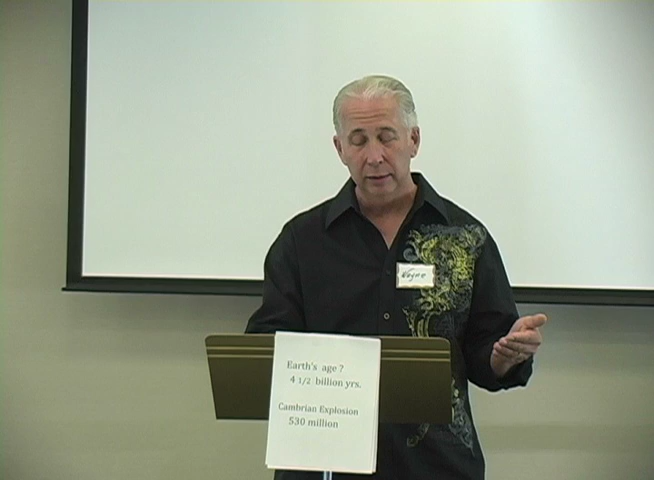 Earth's age ?
4 1/2 billion yrs.
Cambrian Explosion
530 million